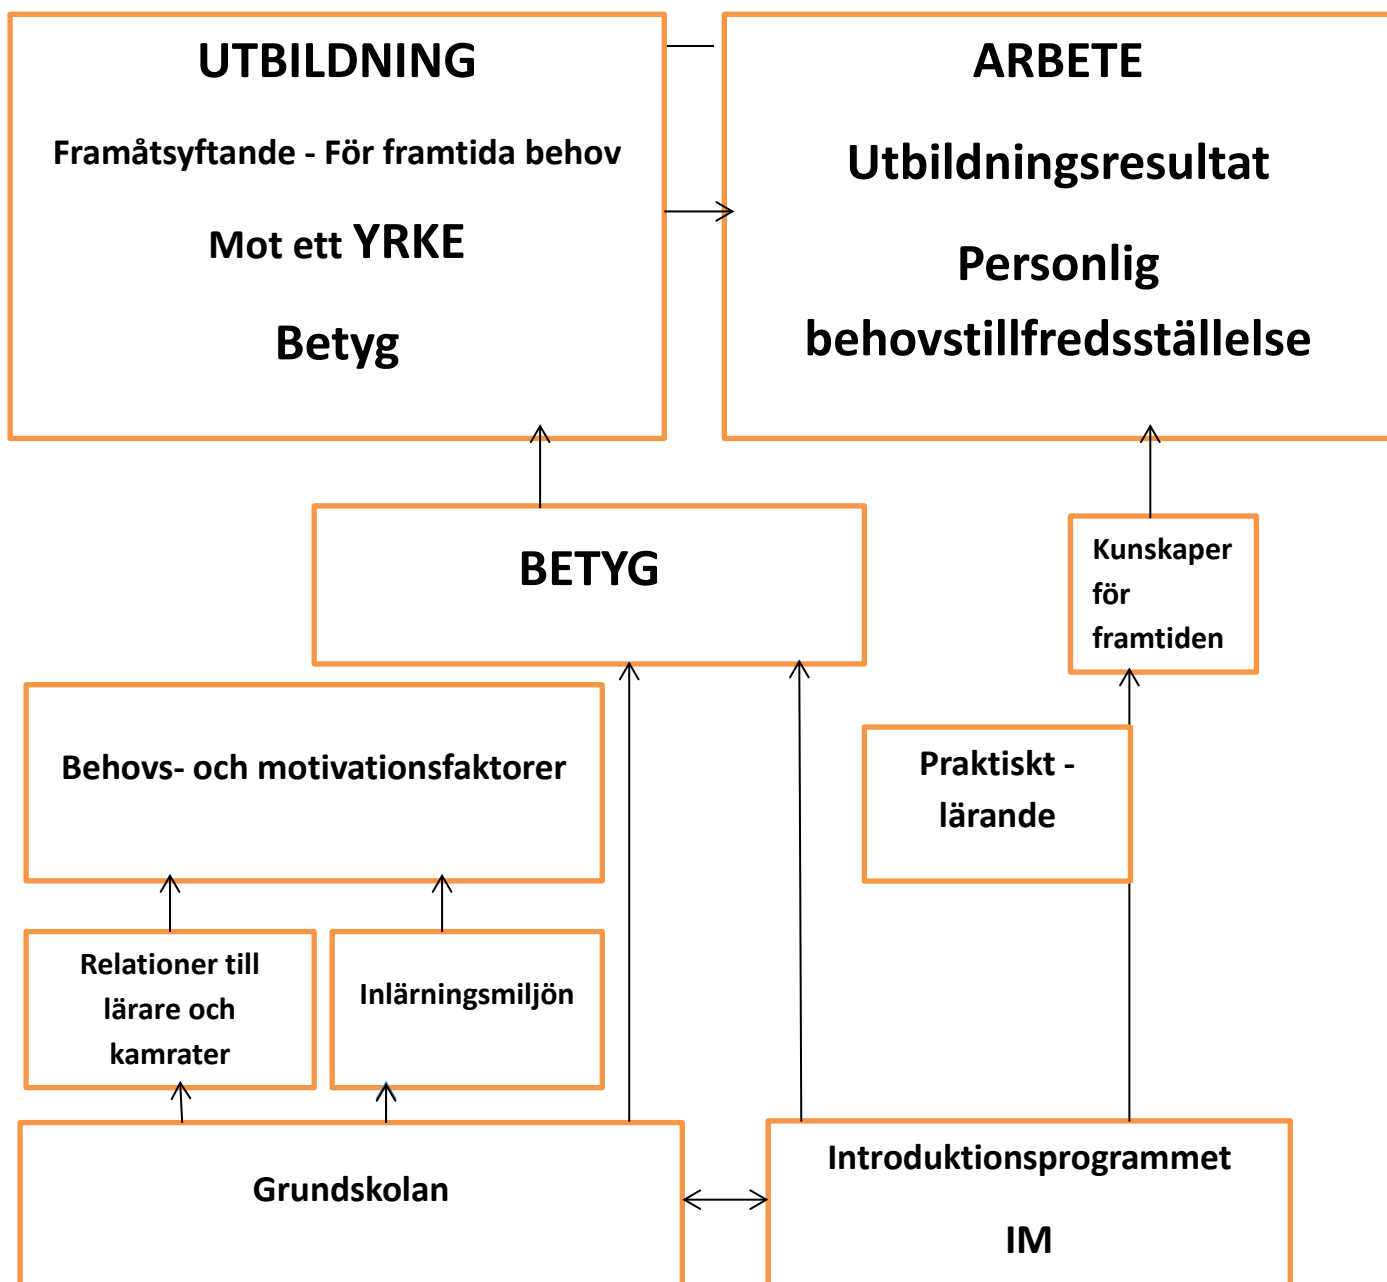 UTBILDNING
Framåtsyftande - För framtida behov
Mot ett YRKE
Betyg
ARBETE
Utbildningsresultat
Personlig
behovstillfredsställelse
BETYG
Kunskaper
för
framtiden
Behovs- och motivationsfaktorer
Praktiskt -
lärande
Relationer till
lärare och
kamrater
Inlärningsmiljön
Grundskolan
Introduktionsprogrammet
IM